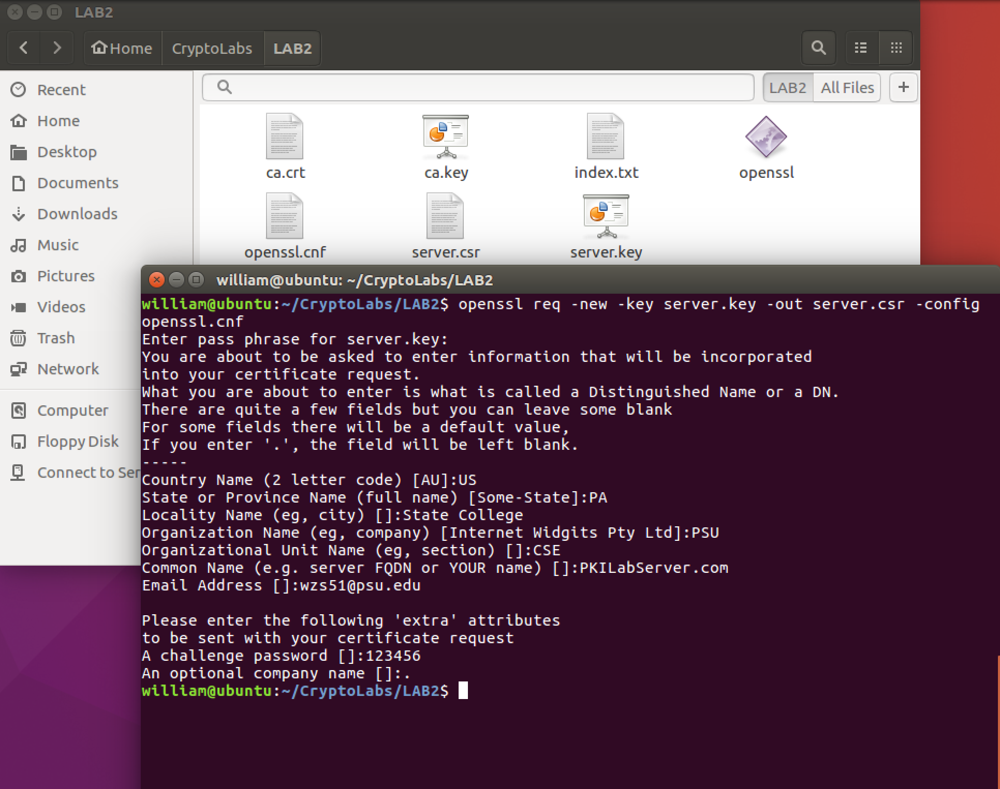 LAB2
Home CryptoLabs LAB2
LAB2 All Files
Recent
Home
Desktop
Documents
Downloads
Music
Pictures
Videos
Trash
Network
Computer
Floppy Disk
Connect to Ser
ca.crt ca.key index.txt openssl
openssl.cnf server.csr server.key
william@ubuntu: ~/CryptoLabs/LAB2
william@ubuntu:~/CryptoLabs/LAB2$ openssl req -new -key server.key -out server.csr -config
openssl.cnf
Enter pass phrase for server.key:
You are about to be asked to enter information that will be incorporated
into your certificate request.
What you are about to enter is what is called a Distinguished Name or a DN.
There are quite a few fields but you can leave some blank
For some fields there will be a default value,
If you enter '.', the field will be left blank.
-----
Country Name (2 letter code) [AU]:US
State or Province Name (full name) [Some-State]:PA
Locality Name (eg, city) []:State College
Organization Name (eg, company) [Internet Widgits Pty Ltd]:PSU
Organizational Unit Name (eg, section) []:CSE
Common Name (e.g. server FQDN or YOUR name) []:PKILabServer.com
Email Address []:wzs51@psu.edu
Please enter the following 'extra' attributes
to be sent with your certificate request
A challenge password []:123456
An optional company name []:.
william@ubuntu:~/CryptoLabs/LAB2$